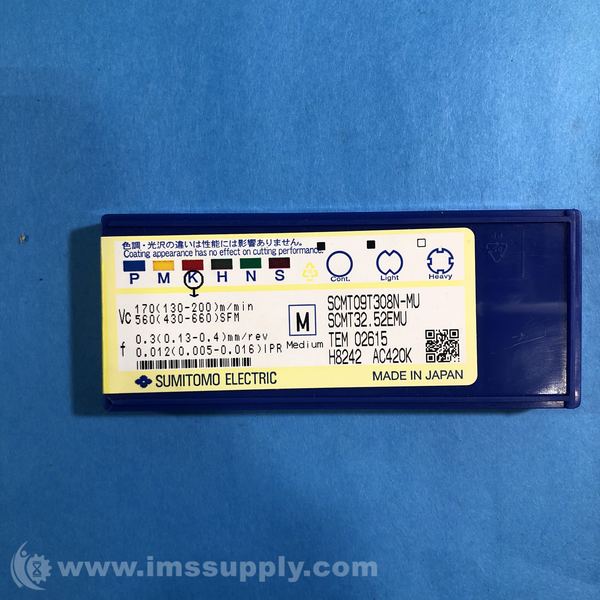 色調・光沢の違いは性能には影響ありません。
Coating appearance has no effect on cutting performance.
P M K H N S
Cont. Light Heavy
Vc 170(130-200)m/min
560(430-660)SFM
f 0.3(0.13-0.4)mm/rev
0.012(0.005-0.016)IPR
M
Medium
SCMT09T308N-MU
SCMT32.52EMU
TEM 02615
H8242 AC420K
SUMITOMO ELECTRIC
MADE IN JAPAN
www.imssupply.com